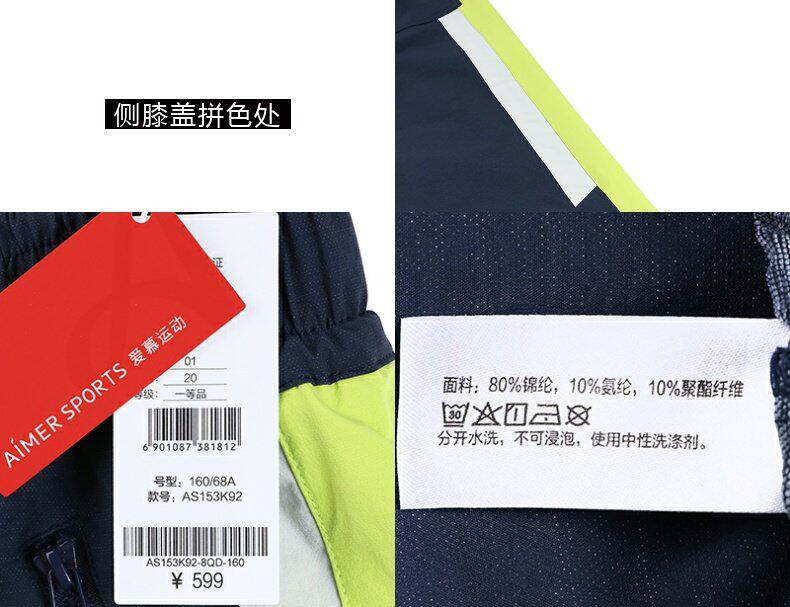 侧膝盖拼色处
AIMER SPORTS 爱慕运动
证
01
20
等级: 一等品
6 901087 381812
号型: 160/68A
款号: AS153K92
AS153K92-8QD-160
¥ 599
面料: 80%锦纶, 10%氨纶, 10%聚酯纤维
30
分开水洗, 不可浸泡, 使用中性洗涤剂。